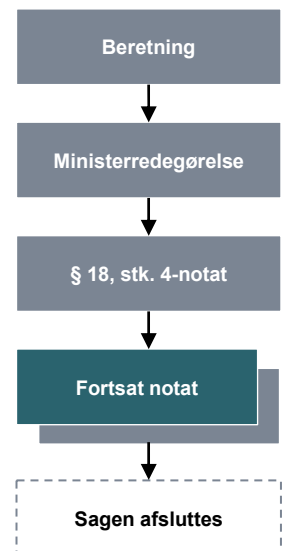 Beretning
Ministerredegørelse
§ 18, stk. 4-notat
Fortsat notat
Sagen afsluttes